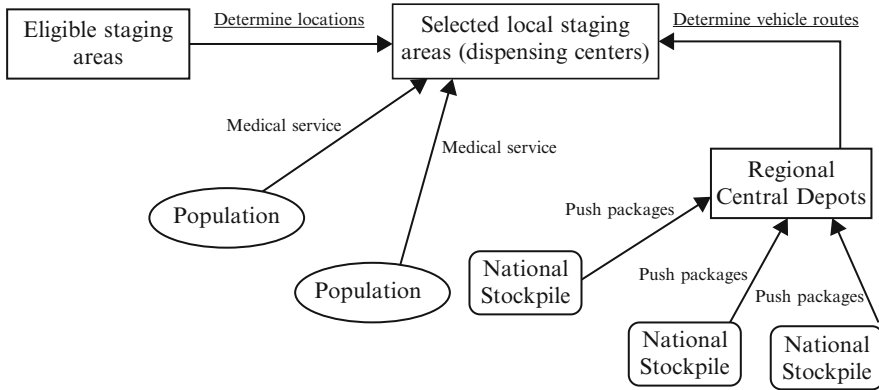 Eligible staging
areas
Determine locations
Selected local staging
areas (dispensing centers)
Determine vehicle routes
Medical service
Medical service
Regional
Central Depots
Population
Push packages
Population
National
Stockpile
Push packages
Push packages
National
Stockpile
National
Stockpile